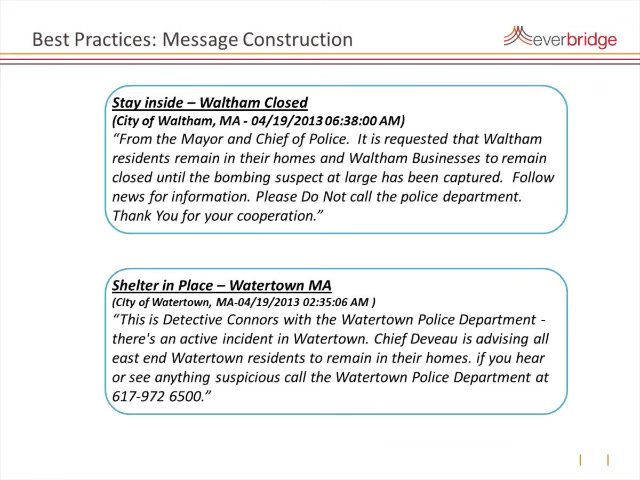 Best Practices: Message Construction
everbridge
Stay inside – Waltham Closed
(City of Waltham, MA - 04/19/2013 06:38:00 AM)
“From the Mayor and Chief of Police.  It is requested that Waltham
residents remain in their homes and Waltham Businesses to remain
closed until the bombing suspect at large has been captured.  Follow
news for information. Please Do Not call the police department.
Thank You for your cooperation.”
Shelter in Place – Watertown MA
(City of Watertown, MA-04/19/2013 02:35:06 AM )
“This is Detective Connors with the Watertown Police Department -
there's an active incident in Watertown. Chief Deveau is advising all
east end Watertown residents to remain in their homes. if you hear
or see anything suspicious call the Watertown Police Department at
617-972 6500.”